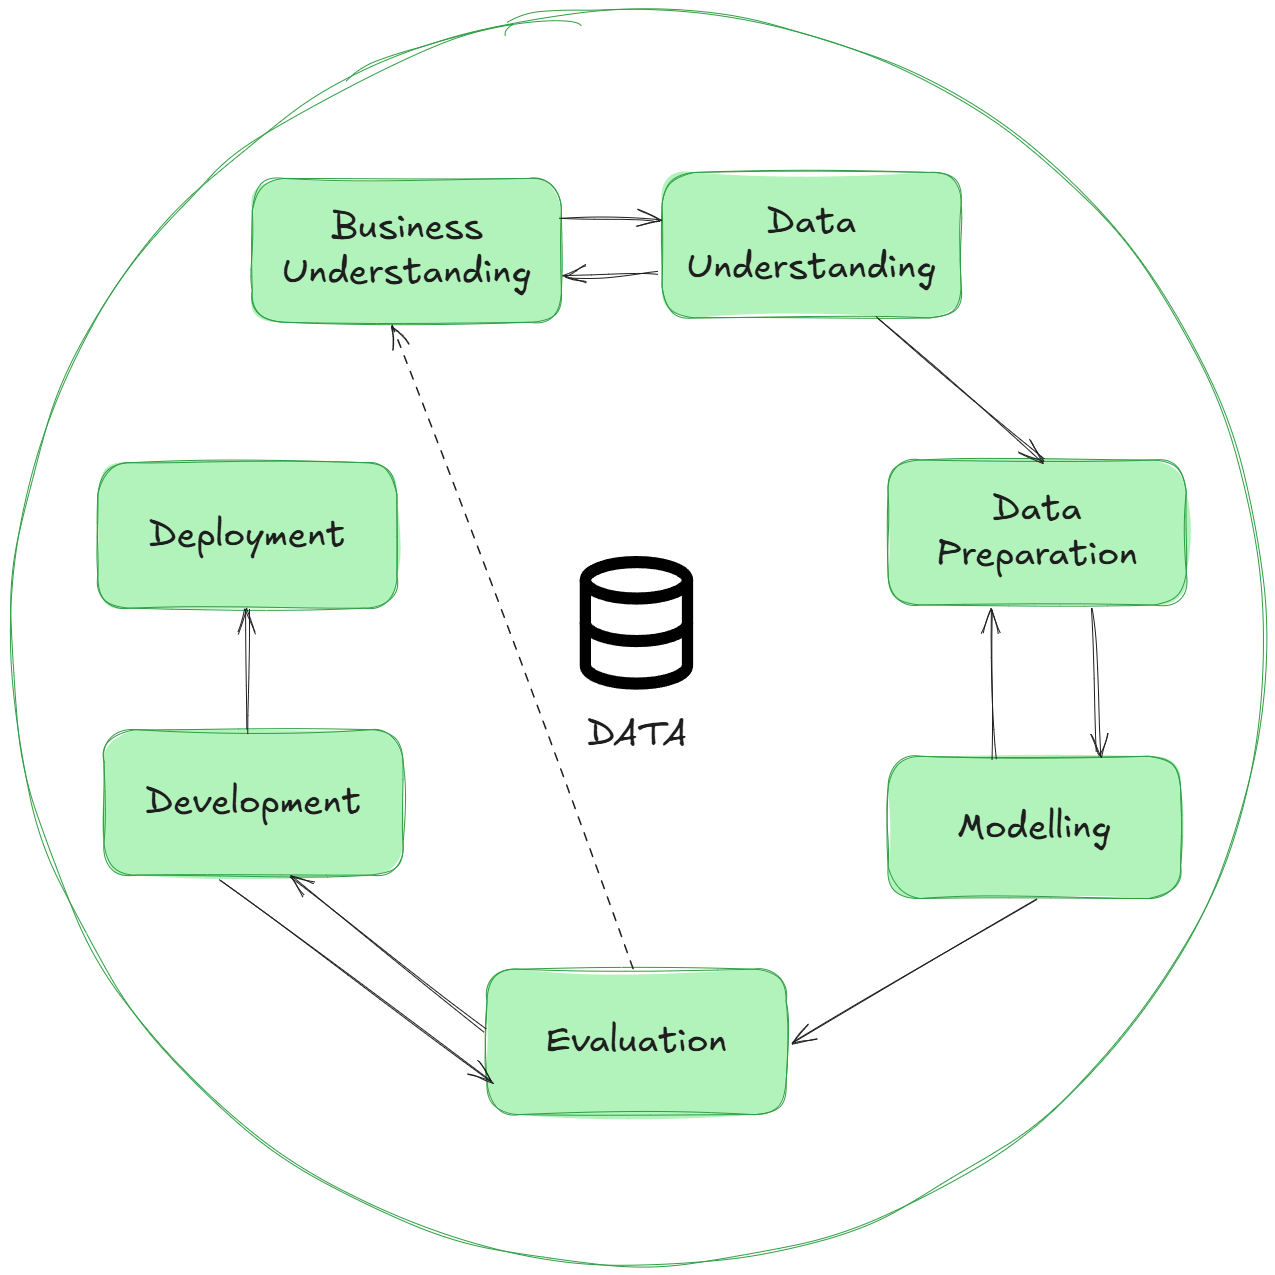 Business
Understanding
Data
Understanding
Data
Preparation
Modelling
Evaluation
Development
Deployment
DATA